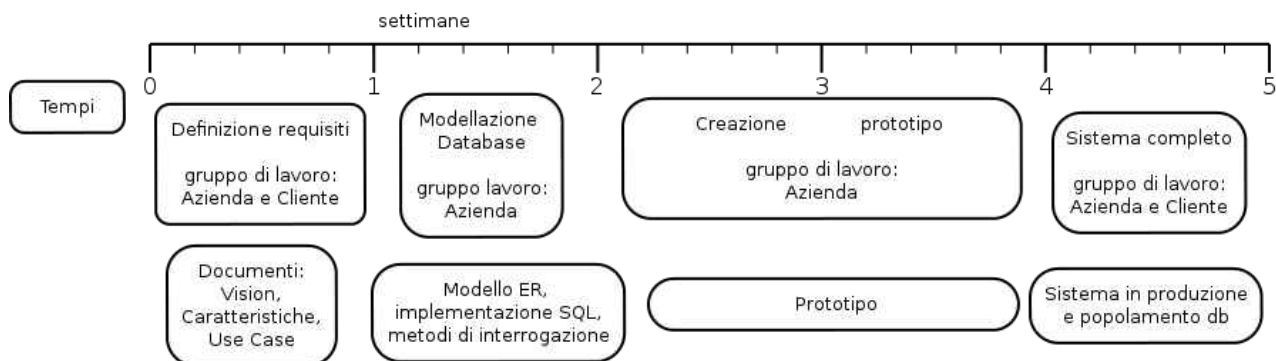 settimane
0 1 2 3 4 5
Tempi
Definizione requisiti
gruppo di lavoro:
Azienda e Cliente
Modellazione
Database
gruppo lavoro:
Azienda
Creazione prototipo
gruppo di lavoro:
Azienda
Sistema completo
gruppo di lavoro:
Azienda e Cliente
Documenti:
Vision,
Caratteristiche,
Use Case
Modello ER,
implementazione SQL,
metodi di interrogazione
Prototipo
Sistema in produzione
e popolamento db